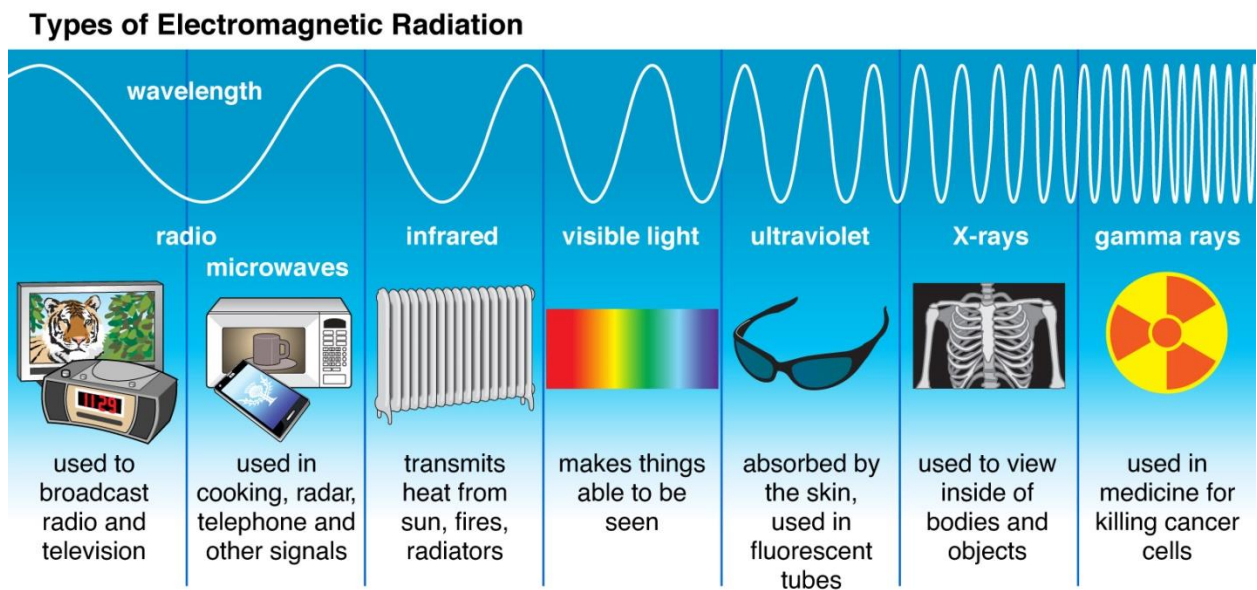 Types of Electromagnetic Radiation
wavelength
radio
microwaves
infrared
visible light
ultraviolet
X-rays
gamma rays
11:29
used to
broadcast
radio and
television
used in
cooking, radar,
telephone and
other signals
transmits
heat from
sun, fires,
radiators
makes things
able to be
seen
absorbed by
the skin,
used in
fluorescent
tubes
used to view
inside of
bodies and
objects
used in
medicine for
killing cancer
cells